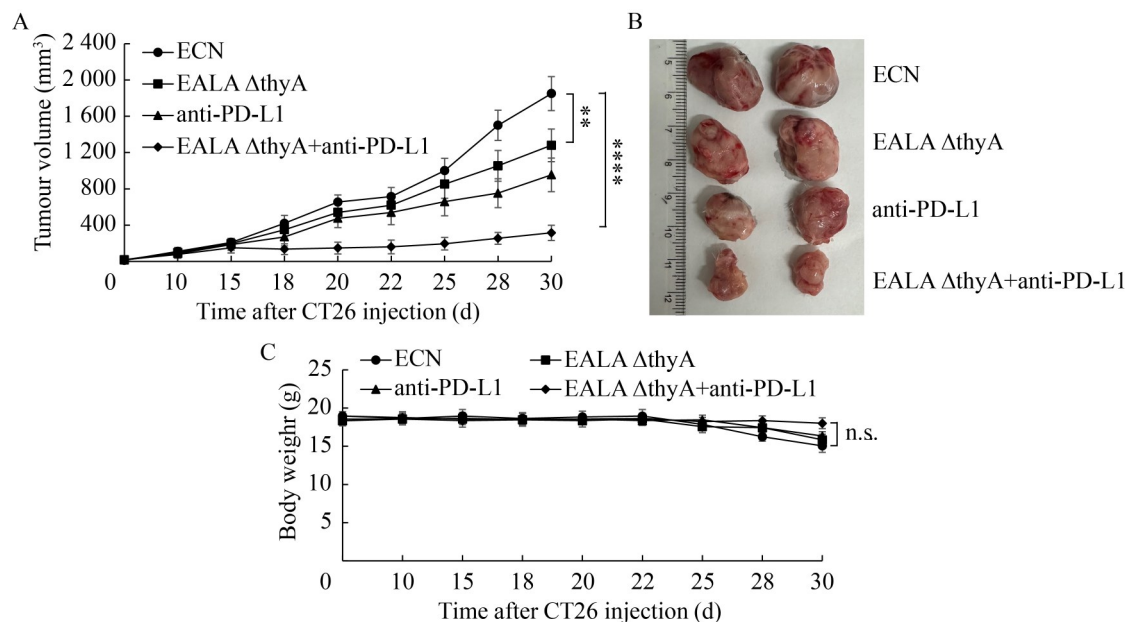 A
Tumour volume (mm³)
2 400
2 000
1 600
1 200
800
400
ECN
EALA ΔthyA
anti-PD-L1
EALA ΔthyA+anti-PD-L1
**
****
0 10 15 18 20 22 25 28 30
Time after CT26 injection (d)
B
5
6
7
8
9
10
11
12
ECN
EALA ΔthyA
anti-PD-L1
EALA ΔthyA+anti-PD-L1
C
Body weighr (g)
25
20
15
10
5
ECN EALA ΔthyA
anti-PD-L1 EALA ΔthyA+anti-PD-L1
n.s.
0 10 15 18 20 22 25 28 30
Time after CT26 injection (d)